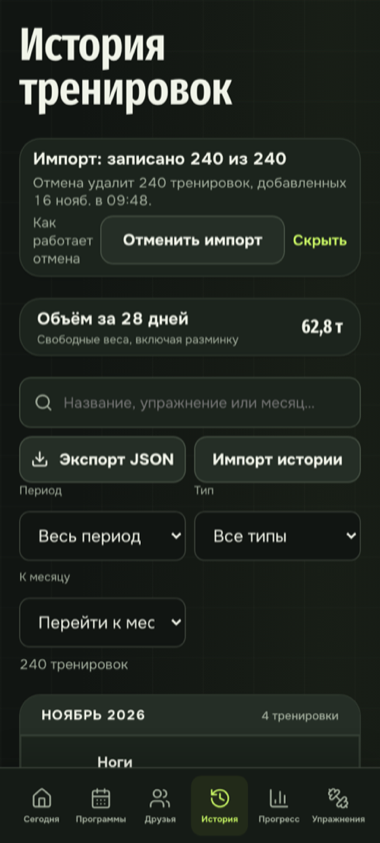 История
тренировок
Импорт: записано 240 из 240
Отмена удалит 240 тренировок, добавленных
16 нояб. в 09:48.
Как
работает
отмена
Отменить импорт
Скрыть
Объём за 28 дней
Свободные веса, включая разминку
62,8 т
Название, упражнение или месяц...
Экспорт JSON
Импорт истории
Период
Тип
Весь период
Все типы
К месяцу
Перейти к мес
240 тренировок
НОЯБРЬ 2026
4 тренировки
Ноги
Сегодня
Программы
Друзья
История
Прогресс
Упражнения